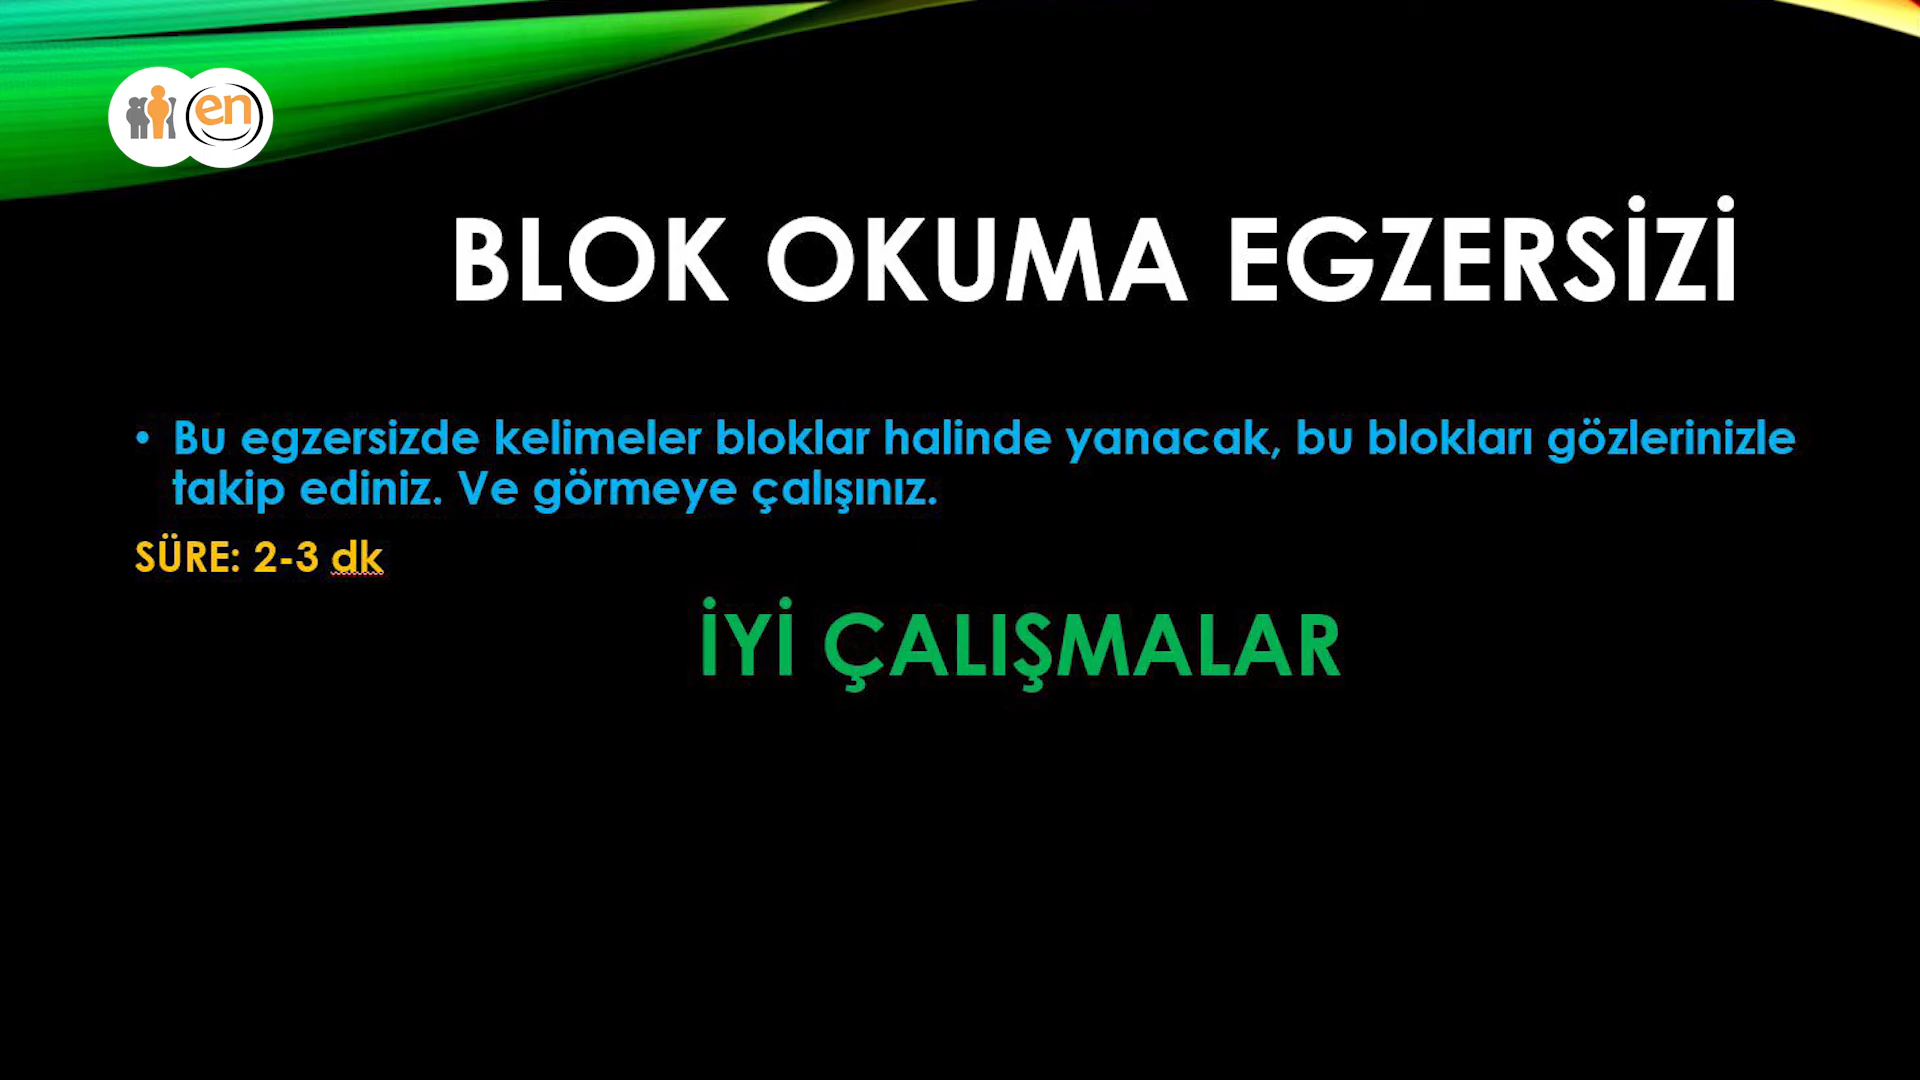 en
BLOK OKUMA EGZERSİZİ
• Bu egzersizde kelimeler bloklar halinde yanacak, bu blokları gözlerinizle
takip ediniz. Ve görmeye çalışınız.
SÜRE: 2-3 dk
İYİ ÇALIŞMALAR